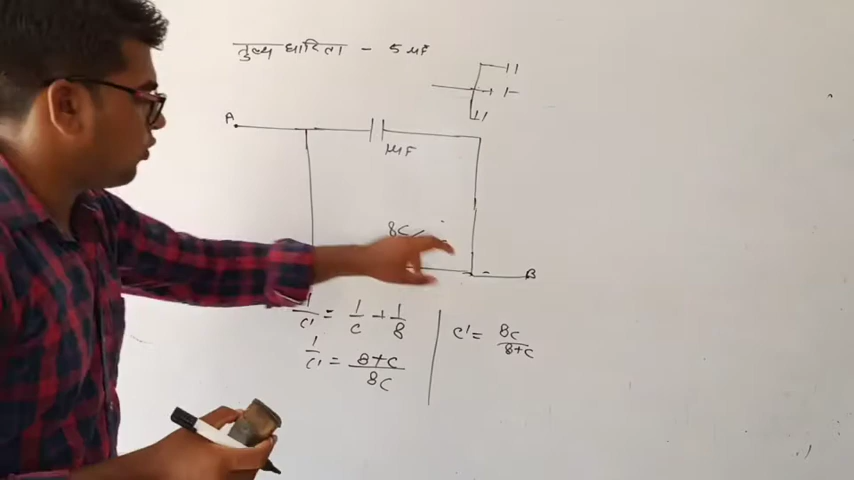 तुल्य धारिता - 5 μF
A
μF
8C/
B
1/C' = 1/C + 1/8
1/C' = 8+C/8C
C' = 8C/8+C